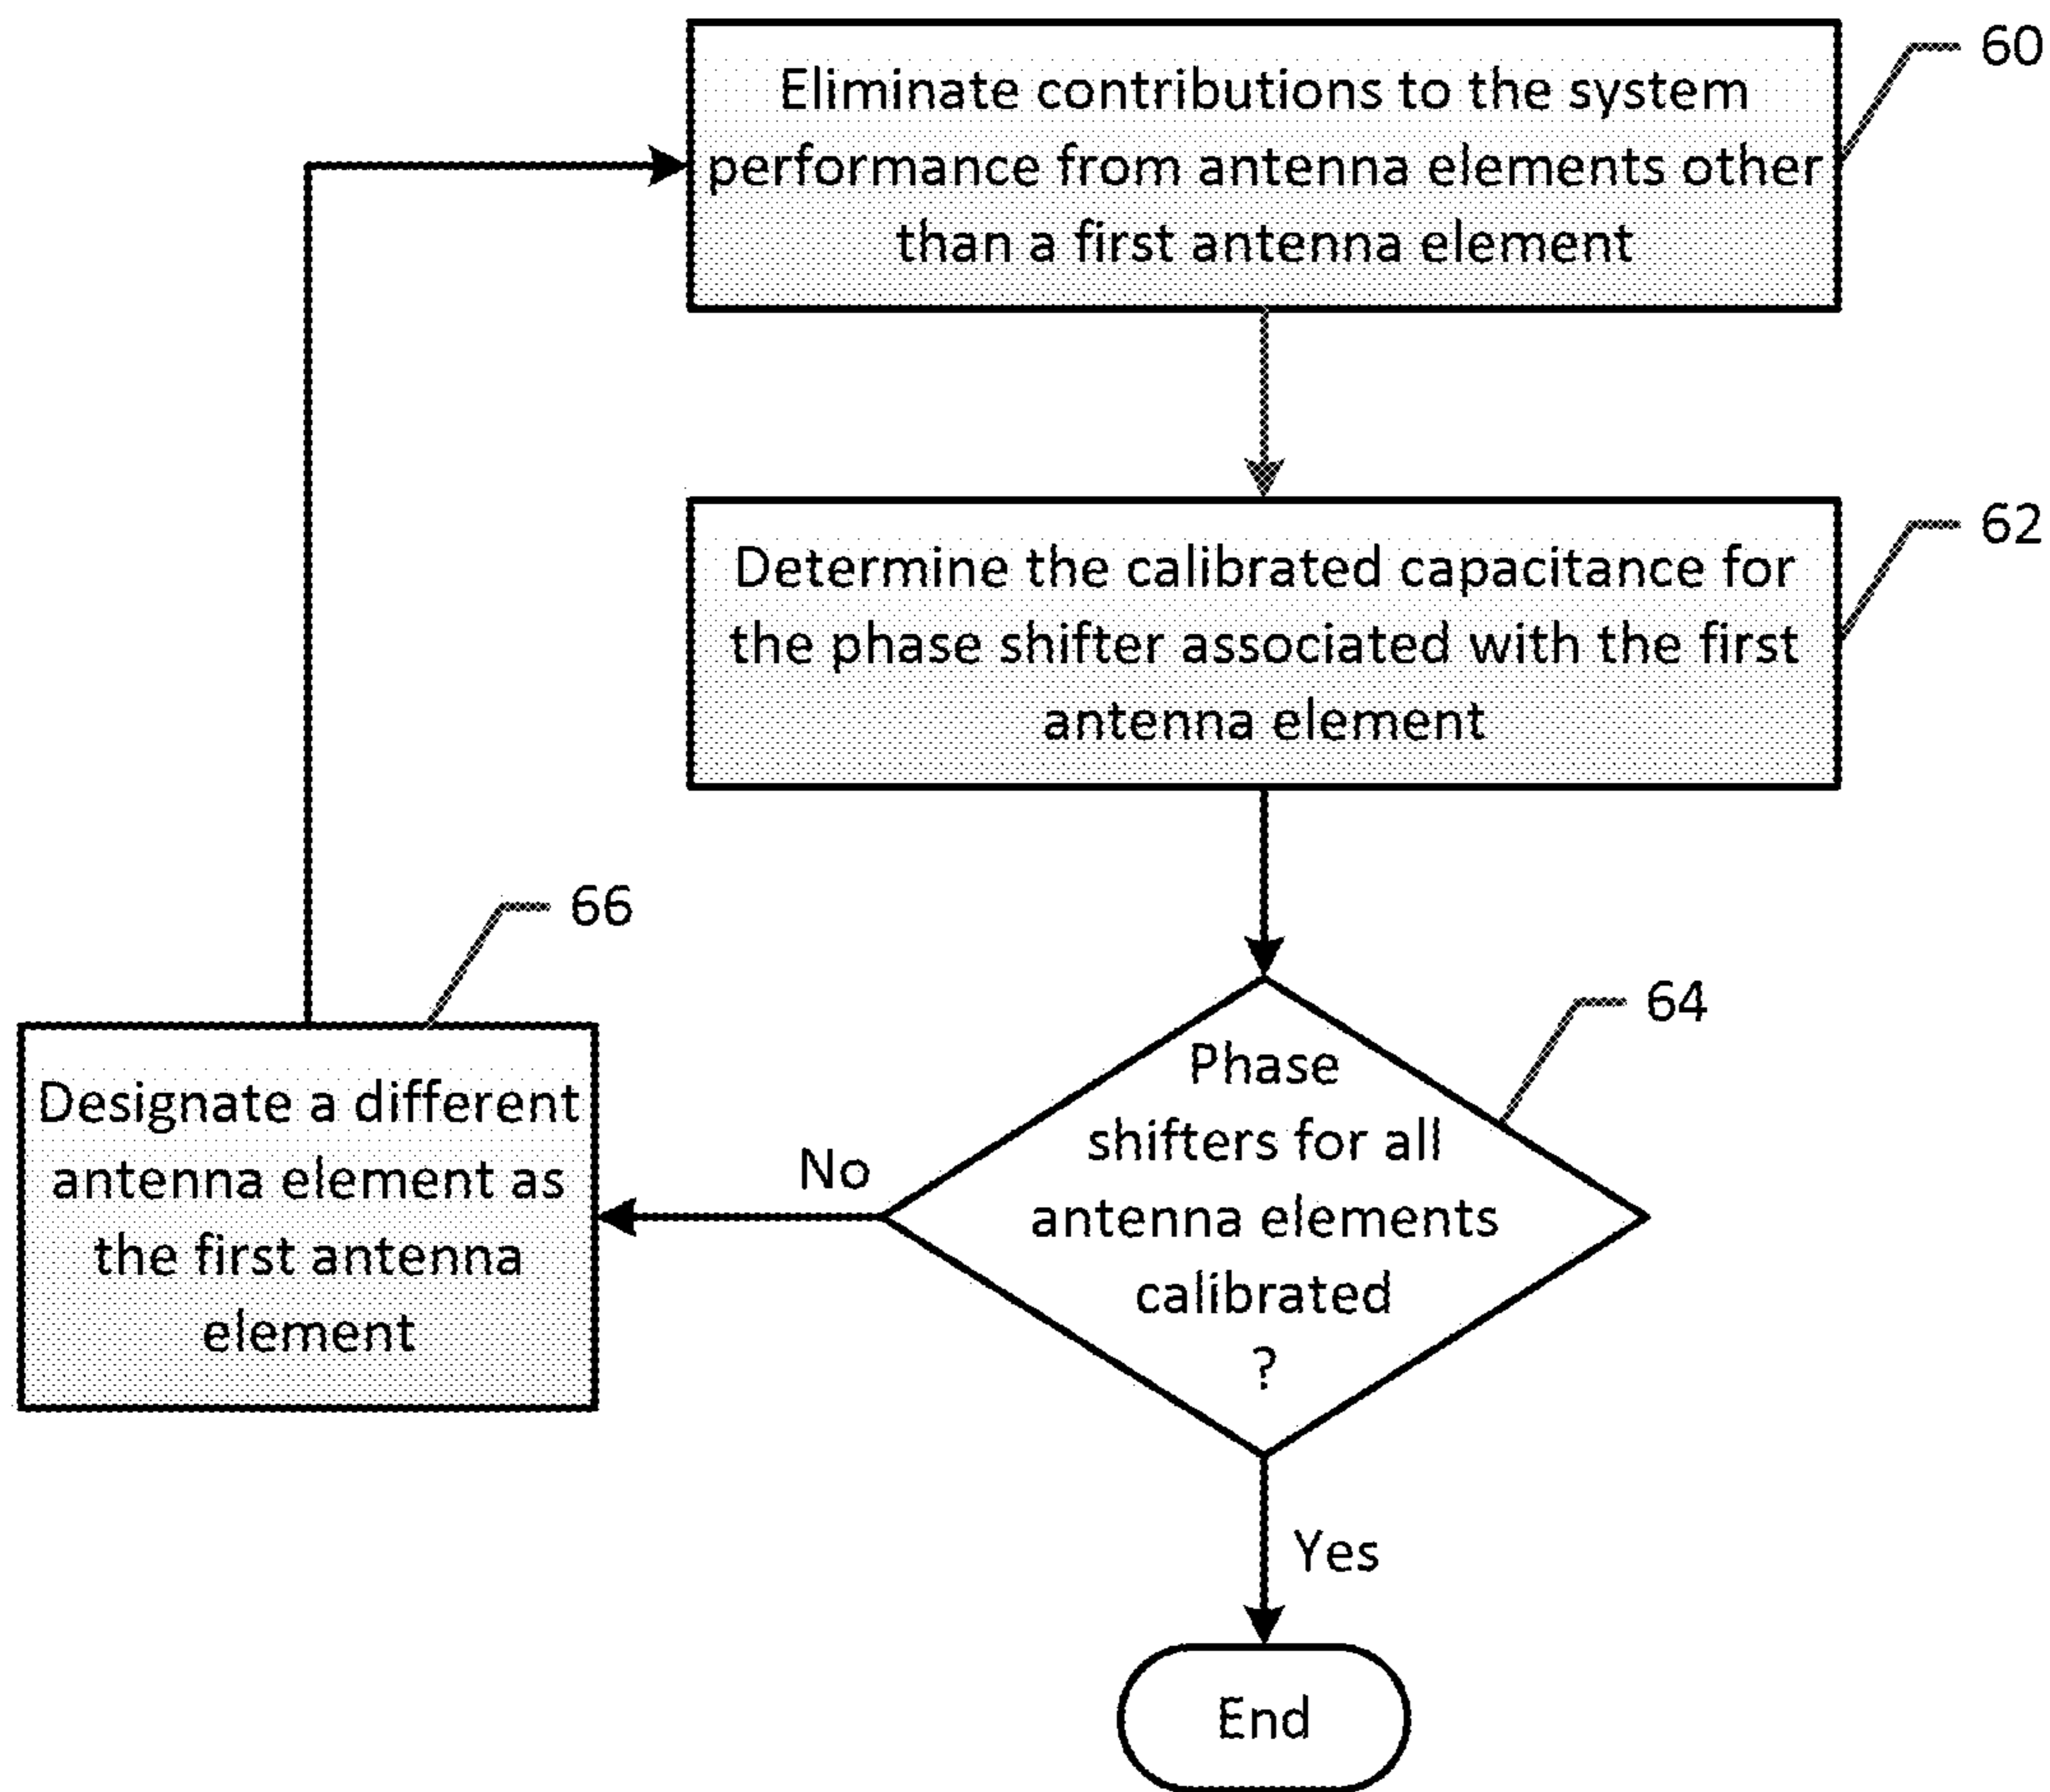 Eliminate contributions to the system
performance from antenna elements other
than a first antenna element
60
Determine the calibrated capacitance for
the phase shifter associated with the first
antenna element
62
Phase
shifters for all
antenna elements
calibrated
?
64
No
Designate a different
antenna element as
the first antenna
element
66
Yes
End